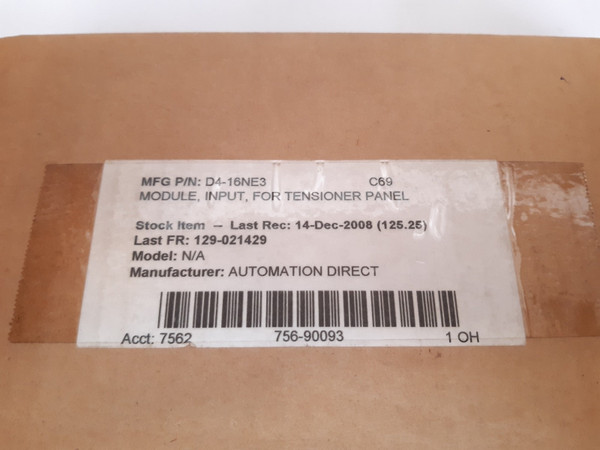 MFG P/N: D4-16NE3 C69
MODULE, INPUT, FOR TENSIONER PANEL
Stock Item -- Last Rec: 14-Dec-2008 (125.25)
Last FR: 129-021429
Model: N/A
Manufacturer: AUTOMATION DIRECT
Acct: 7562 756-90093 1 OH